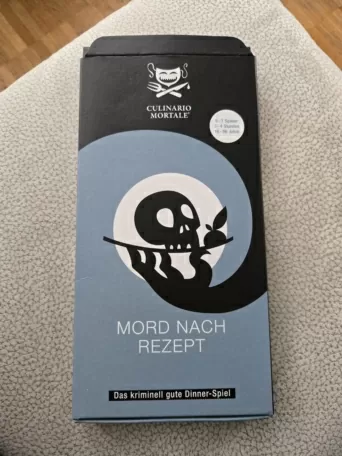 CULINARIO
MORTALE®
MORD NACH
REZEPT
Das kriminell gute Dinner-Spiel